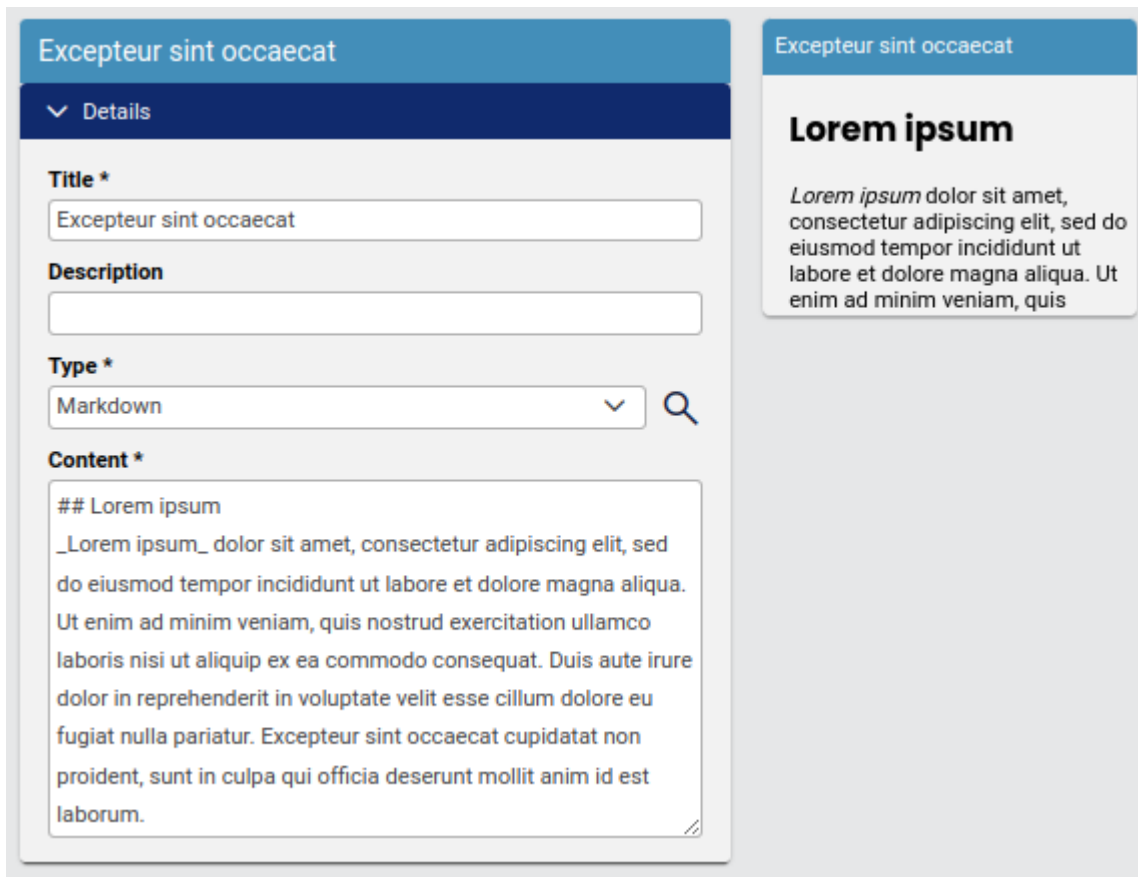 Excepteur sint occaecat
Details
Title *
Excepteur sint occaecat
Description
Type *
Markdown
Content *
## Lorem ipsum
_Lorem ipsum_ dolor sit amet, consectetur adipiscing elit, sed
do eiusmod tempor incididunt ut labore et dolore magna aliqua.
Ut enim ad minim veniam, quis nostrud exercitation ullamco
laboris nisi ut aliquip ex ea commodo consequat. Duis aute irure
dolor in reprehenderit in voluptate velit esse cillum dolore eu
fugiat nulla pariatur. Excepteur sint occaecat cupidatat non
proident, sunt in culpa qui officia deserunt mollit anim id est
laborum.
Excepteur sint occaecat
Lorem ipsum
Lorem ipsum dolor sit amet,
consectetur adipiscing elit, sed do
eiusmod tempor incididunt ut
labore et dolore magna aliqua. Ut
enim ad minim veniam, quis